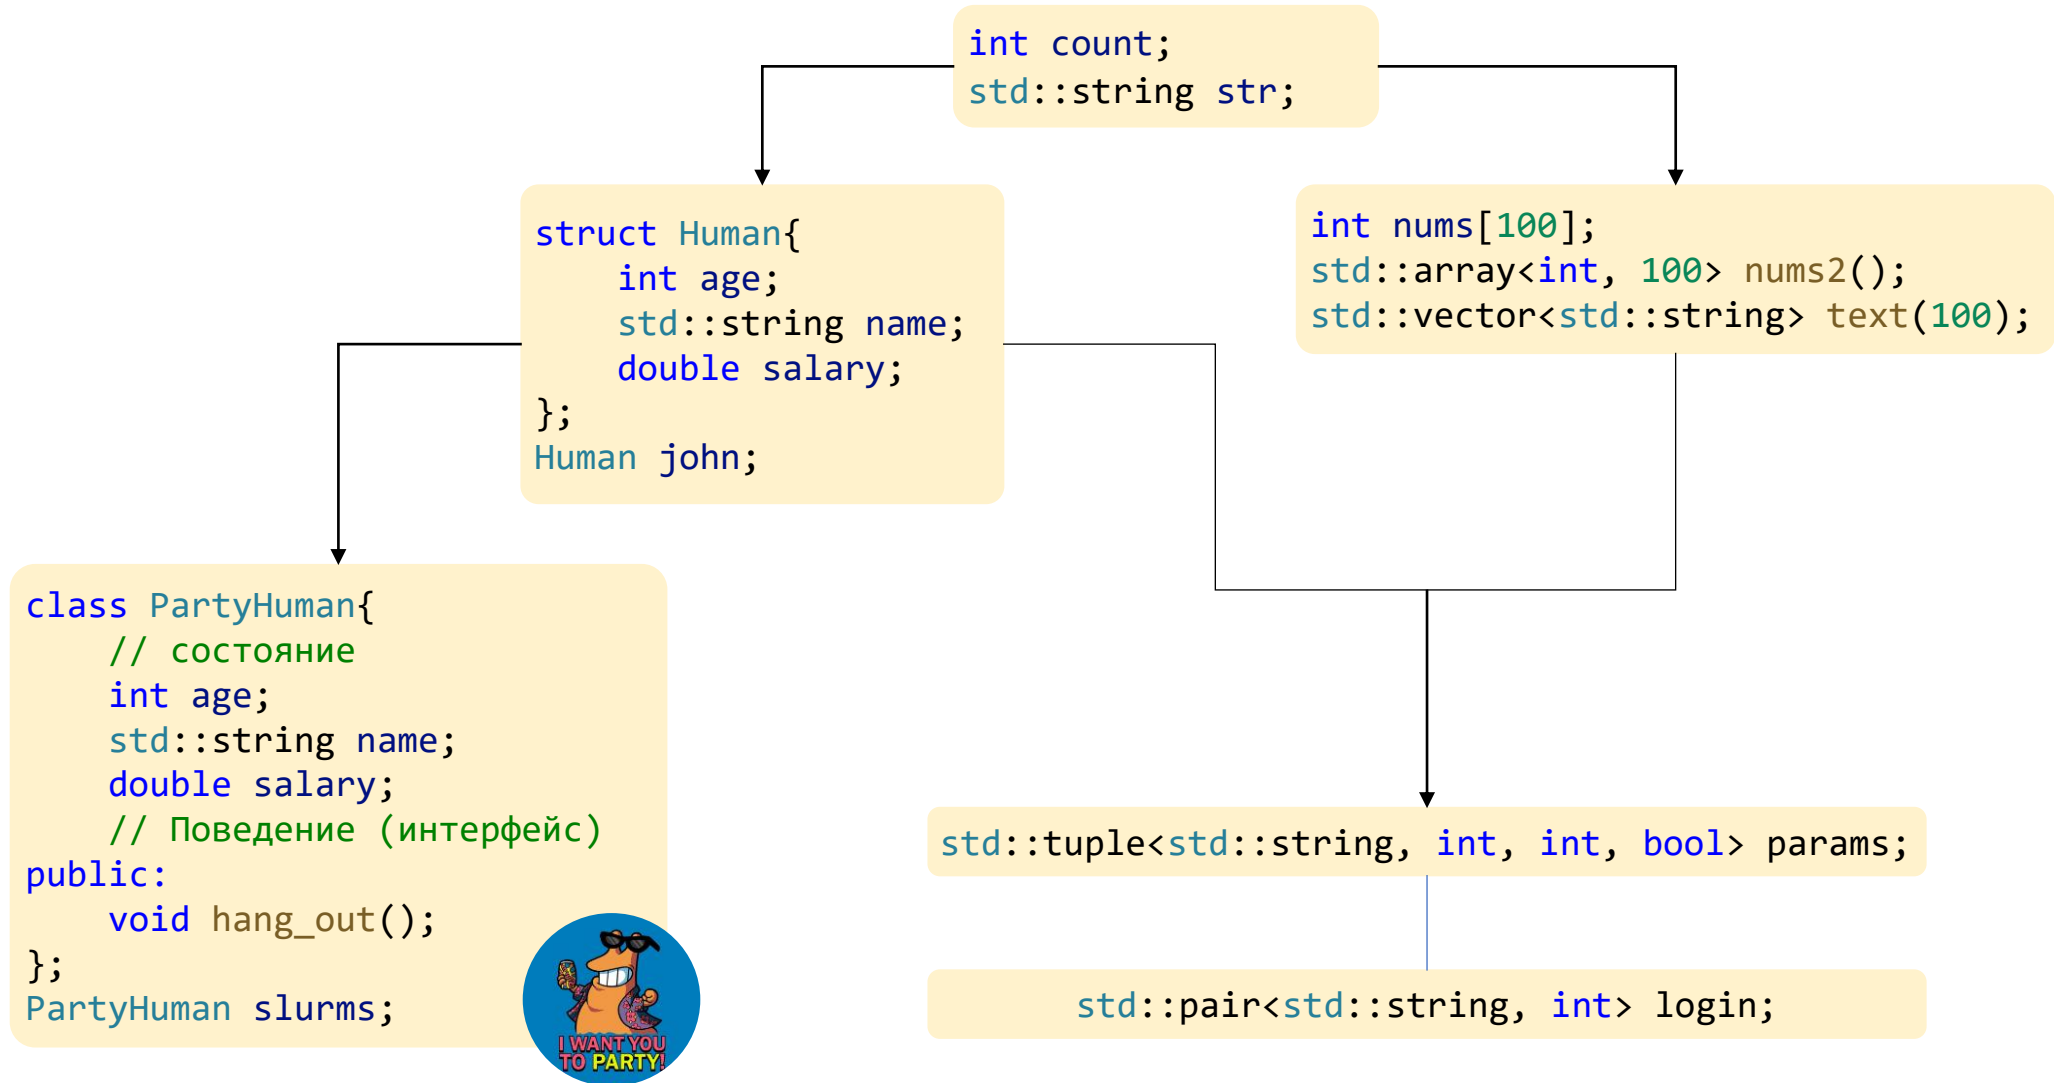 int count;
std::string str;
struct Human{
    int age;
    std::string name;
    double salary;
};
Human john;
int nums[100];
std::array<int, 100> nums2();
std::vector<std::string> text(100);
class PartyHuman{
    // состояние
    int age;
    std::string name;
    double salary;
    // Поведение (интерфейс)
public:
    void hang_out();
};
PartyHuman slurms;
I WANT YOU
TO PARTY!
std::tuple<std::string, int, int, bool> params;
std::pair<std::string, int> login;